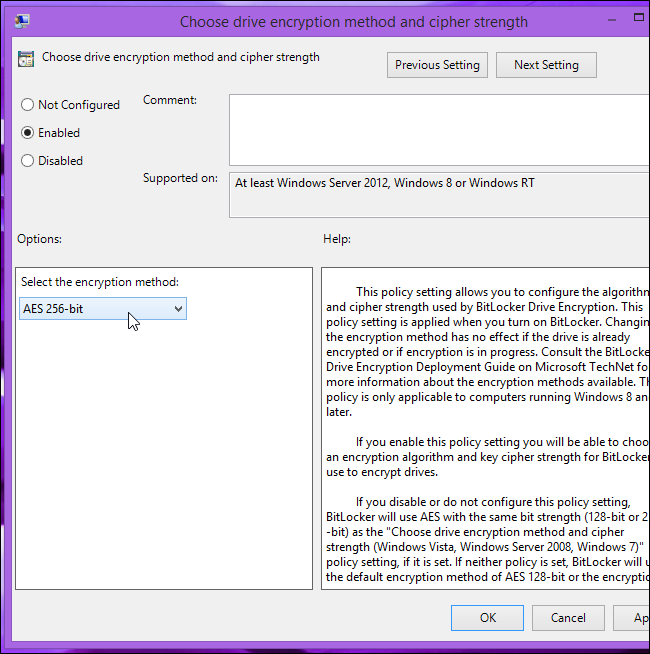 Choose drive encryption method and cipher strength
Choose drive encryption method and cipher strength
Previous Setting
Next Setting
Not Configured
Comment:
Enabled
Disabled
Supported on:
At least Windows Server 2012, Windows 8 or Windows RT
Options:
Help:
Select the encryption method:
AES 256-bit
This policy setting allows you to configure the algorithm
and cipher strength used by BitLocker Drive Encryption. This
policy setting is applied when you turn on BitLocker. Changin
the encryption method has no effect if the drive is already
encrypted or if encryption is in progress. Consult the BitLocke
Drive Encryption Deployment Guide on Microsoft TechNet fo
more information about the encryption methods available. Th
policy is only applicable to computers running Windows 8 an
later.
If you enable this policy setting you will be able to choo
an encryption algorithm and key cipher strength for BitLocker
use to encrypt drives.
If you disable or do not configure this policy setting,
BitLocker will use AES with the same bit strength (128-bit or 2
-bit) as the "Choose drive encryption method and cipher
strength (Windows Vista, Windows Server 2008, Windows 7)"
policy setting, if it is set. If neither policy is set, BitLocker will u
the default encryption method of AES 128-bit or the encryptio
OK
Cancel
Ap